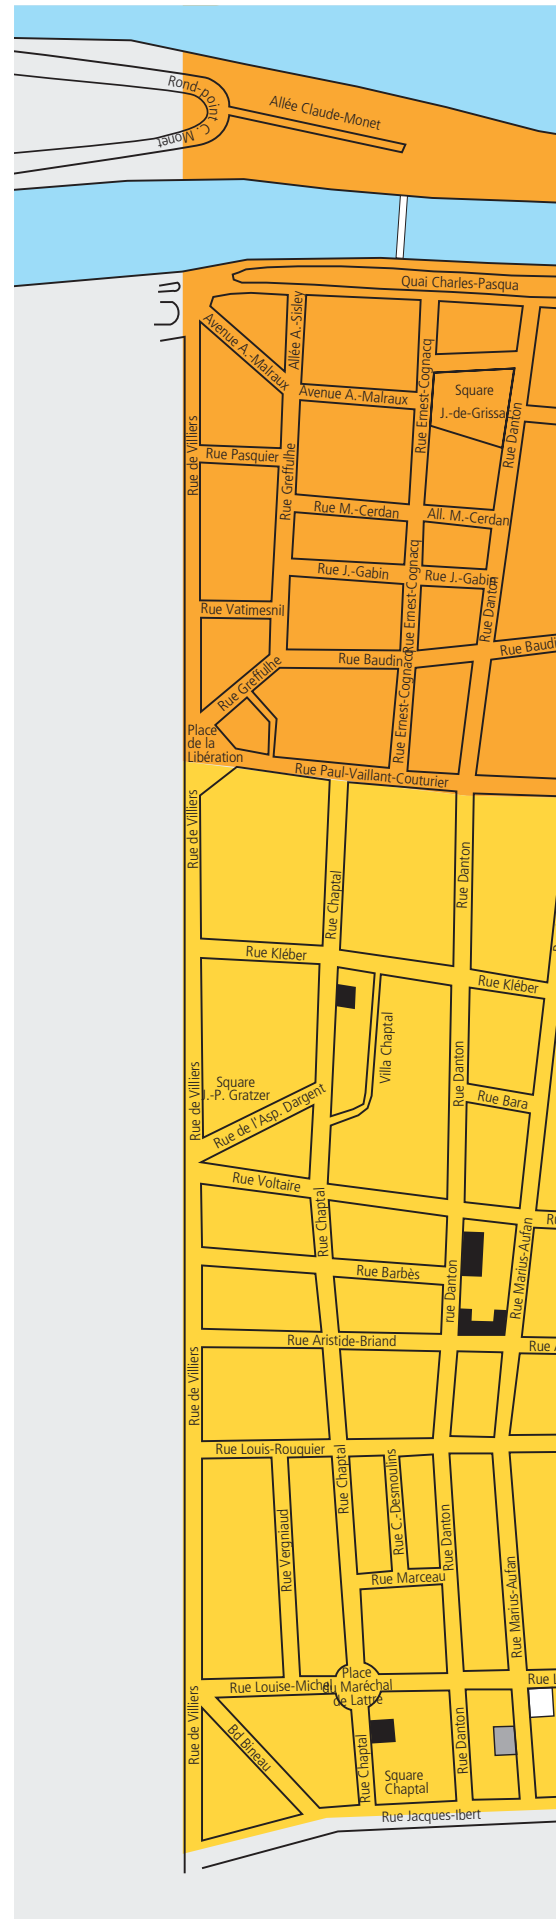 Rond-point
C. Monet
Allée Claude-Monet
Quai Charles-Pasqua
Avenue A.-Malraux
Allée A.-Sisley
Avenue A.-Malraux
Rue Ernest-Cognacq
Square
J.-de-Grissac
Rue Danton
Rue de Villiers
Rue Pasquier
Rue Greffulhe
Rue M.-Cerdan
All. M.-Cerdan
Rue J.-Gabin
Rue J.-Gabin
Rue Ernest-Cognacq
Rue Danton
Rue Vatimesnil
Rue Baudin
Rue Baudi
Rue Greffulhe
Rue Ernest-Cognacq
Place
de la
Libération
Rue Paul-Vaillant-Couturier
Rue de Villiers
Rue Chaptal
Rue Danton
Rue Kléber
Rue Kléber
Villa Chaptal
Rue Danton
Rue de Villiers
Square
J.-P. Gratzer
Rue de l'Asp. Dargent
Rue Bara
Rue Voltaire
Rue Chaptal
Rue Marius-Aufan
Rue Barbès
rue Danton
Rue Aristide-Briand
Rue
Rue de Villiers
Rue Louis-Rouquier
Rue Chaptal
Rue C.-Desmoulins
Rue Danton
Rue Vergniaud
Rue Marceau
Rue Marius-Aufan
Rue Louise-Michel
Place
du Maréchal
de Lattre
Rue L
Rue de Villiers
Bd Bineau
Rue Chaptal
Rue Danton
Square
Chaptal
Rue Jacques-Ibert